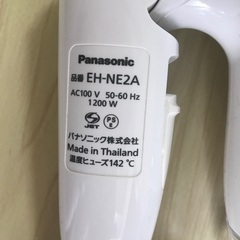 Panasonic
品番 EH-NE2A
AC100 V 50-60 Hz
1200 W
JET PSE
パナソニック株式会社
Made in Thailand
温度ヒューズ142 ℃